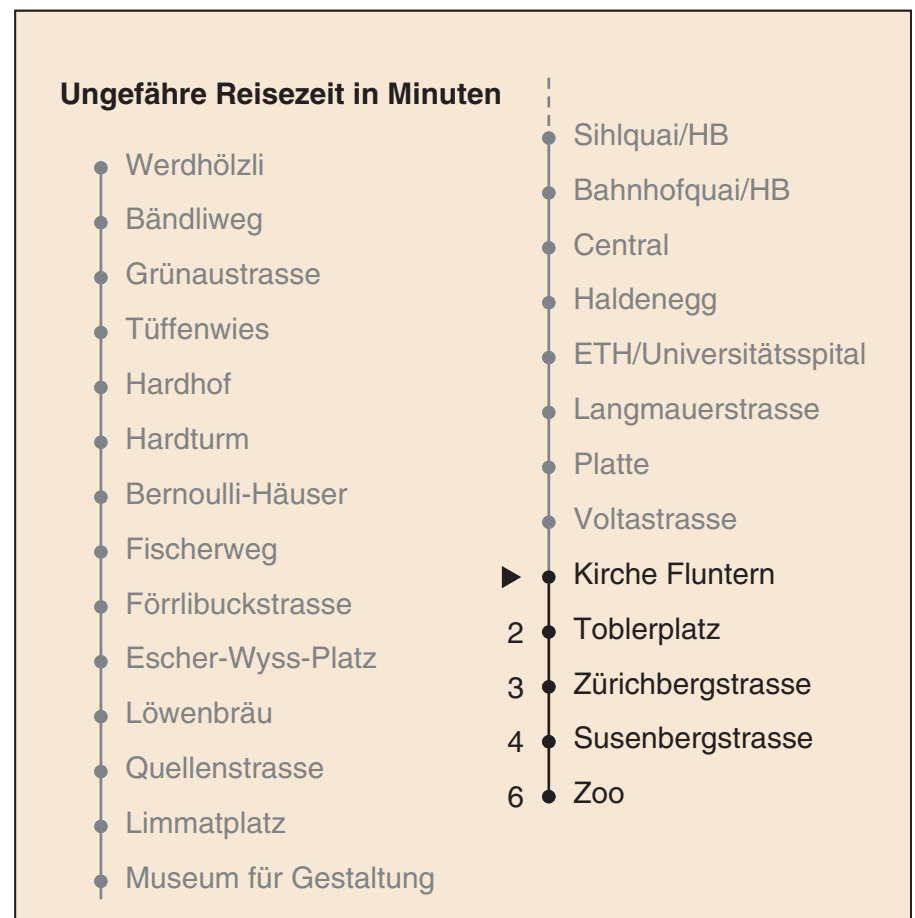 Ungefähre Reisezeit in Minuten
Werdhölzli
Bändliweg
Grünaustrasse
Tüffenwies
Hardhof
Hardturm
Bernoulli-Häuser
Fischerweg
Förrlibuckstrasse
Escher-Wyss-Platz
Löwenbräu
Quellenstrasse
Limmatplatz
Museum für Gestaltung
Sihlquai/HB
Bahnhofquai/HB
Central
Haldenegg
ETH/Universitätsspital
Langmauerstrasse
Platte
Voltastrasse
Kirche Fluntern
2 Toblerplatz
3 Zürichbergstrasse
4 Susenbergstrasse
6 Zoo